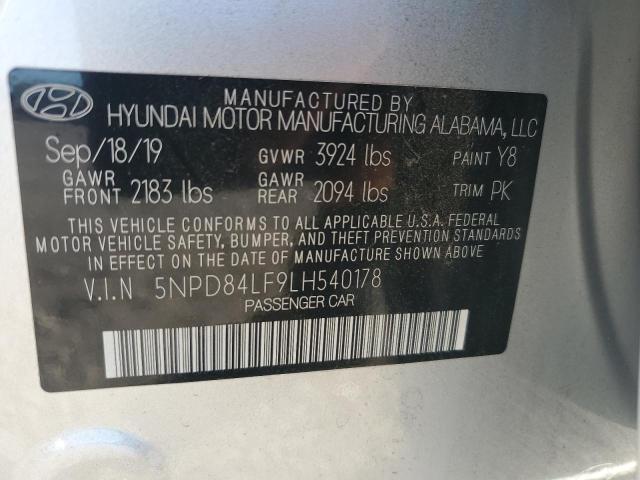 MANUFACTURED BY
HYUNDAI MOTOR MANUFACTURING ALABAMA, LLC
Sep/18/19 GVWR 3924 lbs PAINT Y8
GAWR FRONT 2183 lbs GAWR REAR 2094 lbs TRIM PK
THIS VEHICLE CONFORMS TO ALL APPLICABLE U.S.A. FEDERAL
MOTOR VEHICLE SAFETY, BUMPER, AND THEFT PREVENTION STANDARDS
IN EFFECT ON THE DATE OF MANUFACTURE SHOWN ABOVE.
V.I.N 5NPD84LF9LH540178
PASSENGER CAR